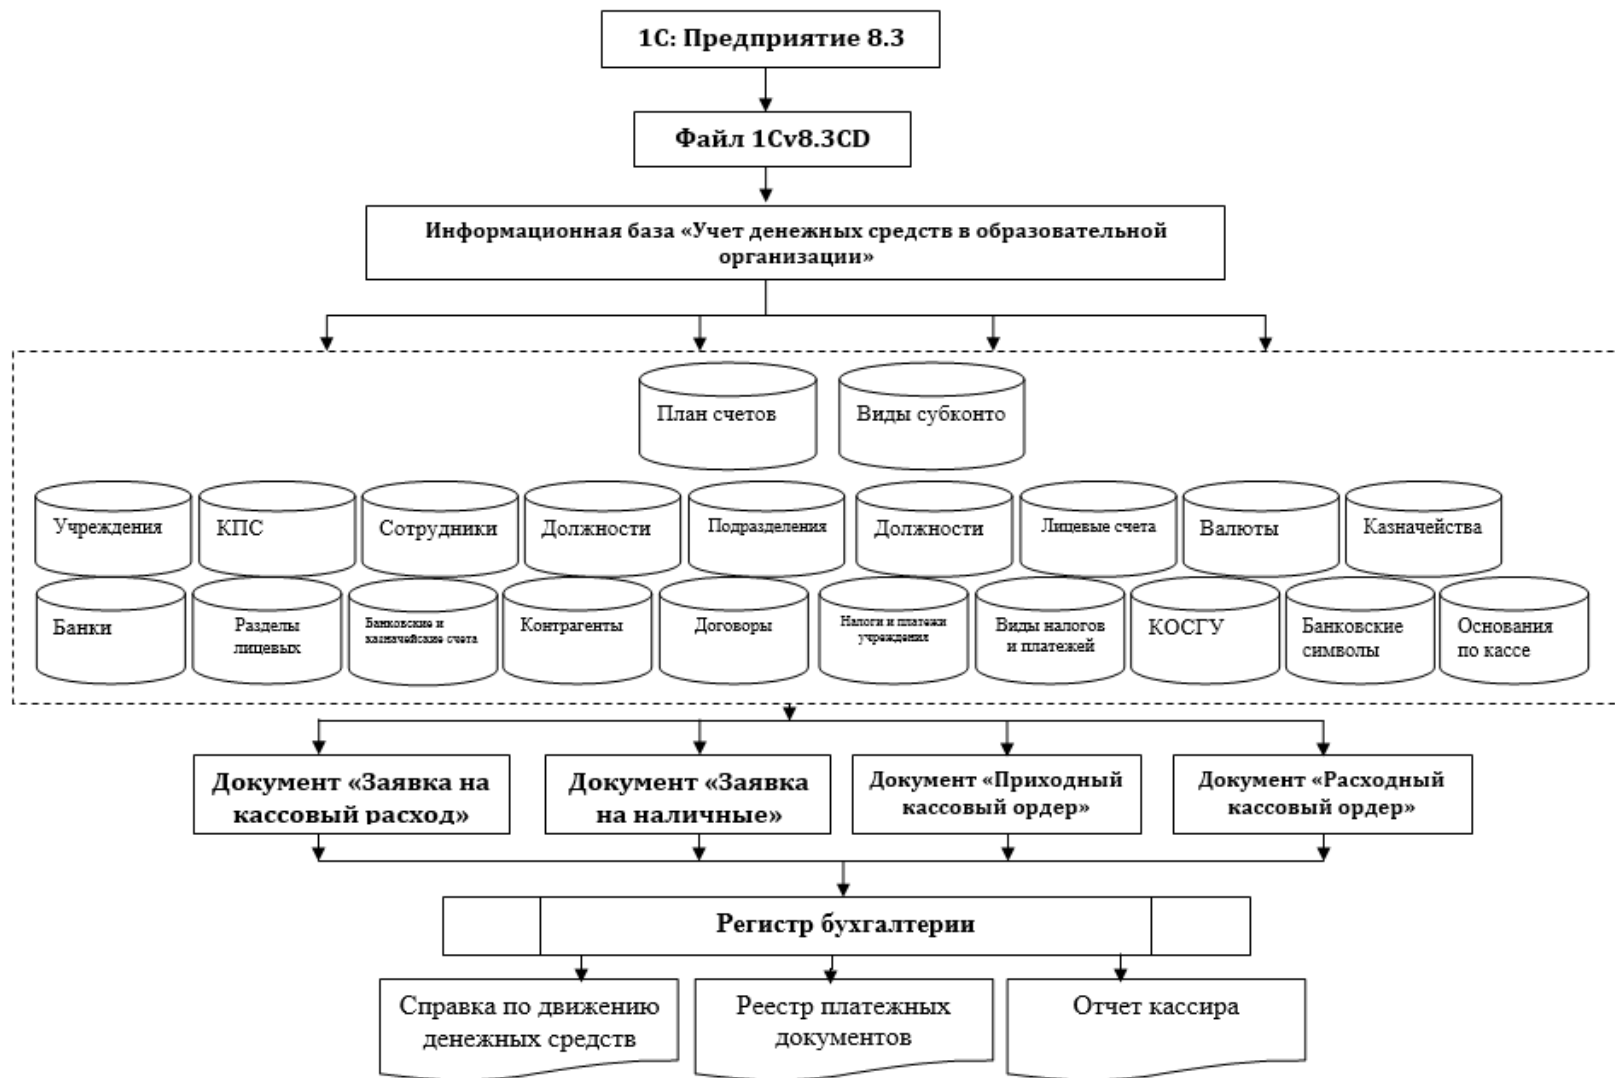 1С: Предприятие 8.3
Файл 1Cv8.3CD
Информационная база «Учет денежных средств в образовательной
организации»
План счетов
Виды субконто
Учреждения
КПС
Сотрудники
Должности
Подразделения
Должности
Лицевые счета
Валюты
Казначейства
Банки
Разделы
лицевых
Банковские и
казначейские счета
Контрагенты
Договоры
Налоги и платежи
учреждения
Виды налогов
и платежей
КОСГУ
Банковские
символы
Основания
по кассе
Документ «Заявка на
кассовый расход»
Документ «Заявка
на наличные»
Документ «Приходный
кассовый ордер»
Документ «Расходный
кассовый ордер»
Регистр бухгалтерии
Справка по движению
денежных средств
Реестр платежных
документов
Отчет кассира